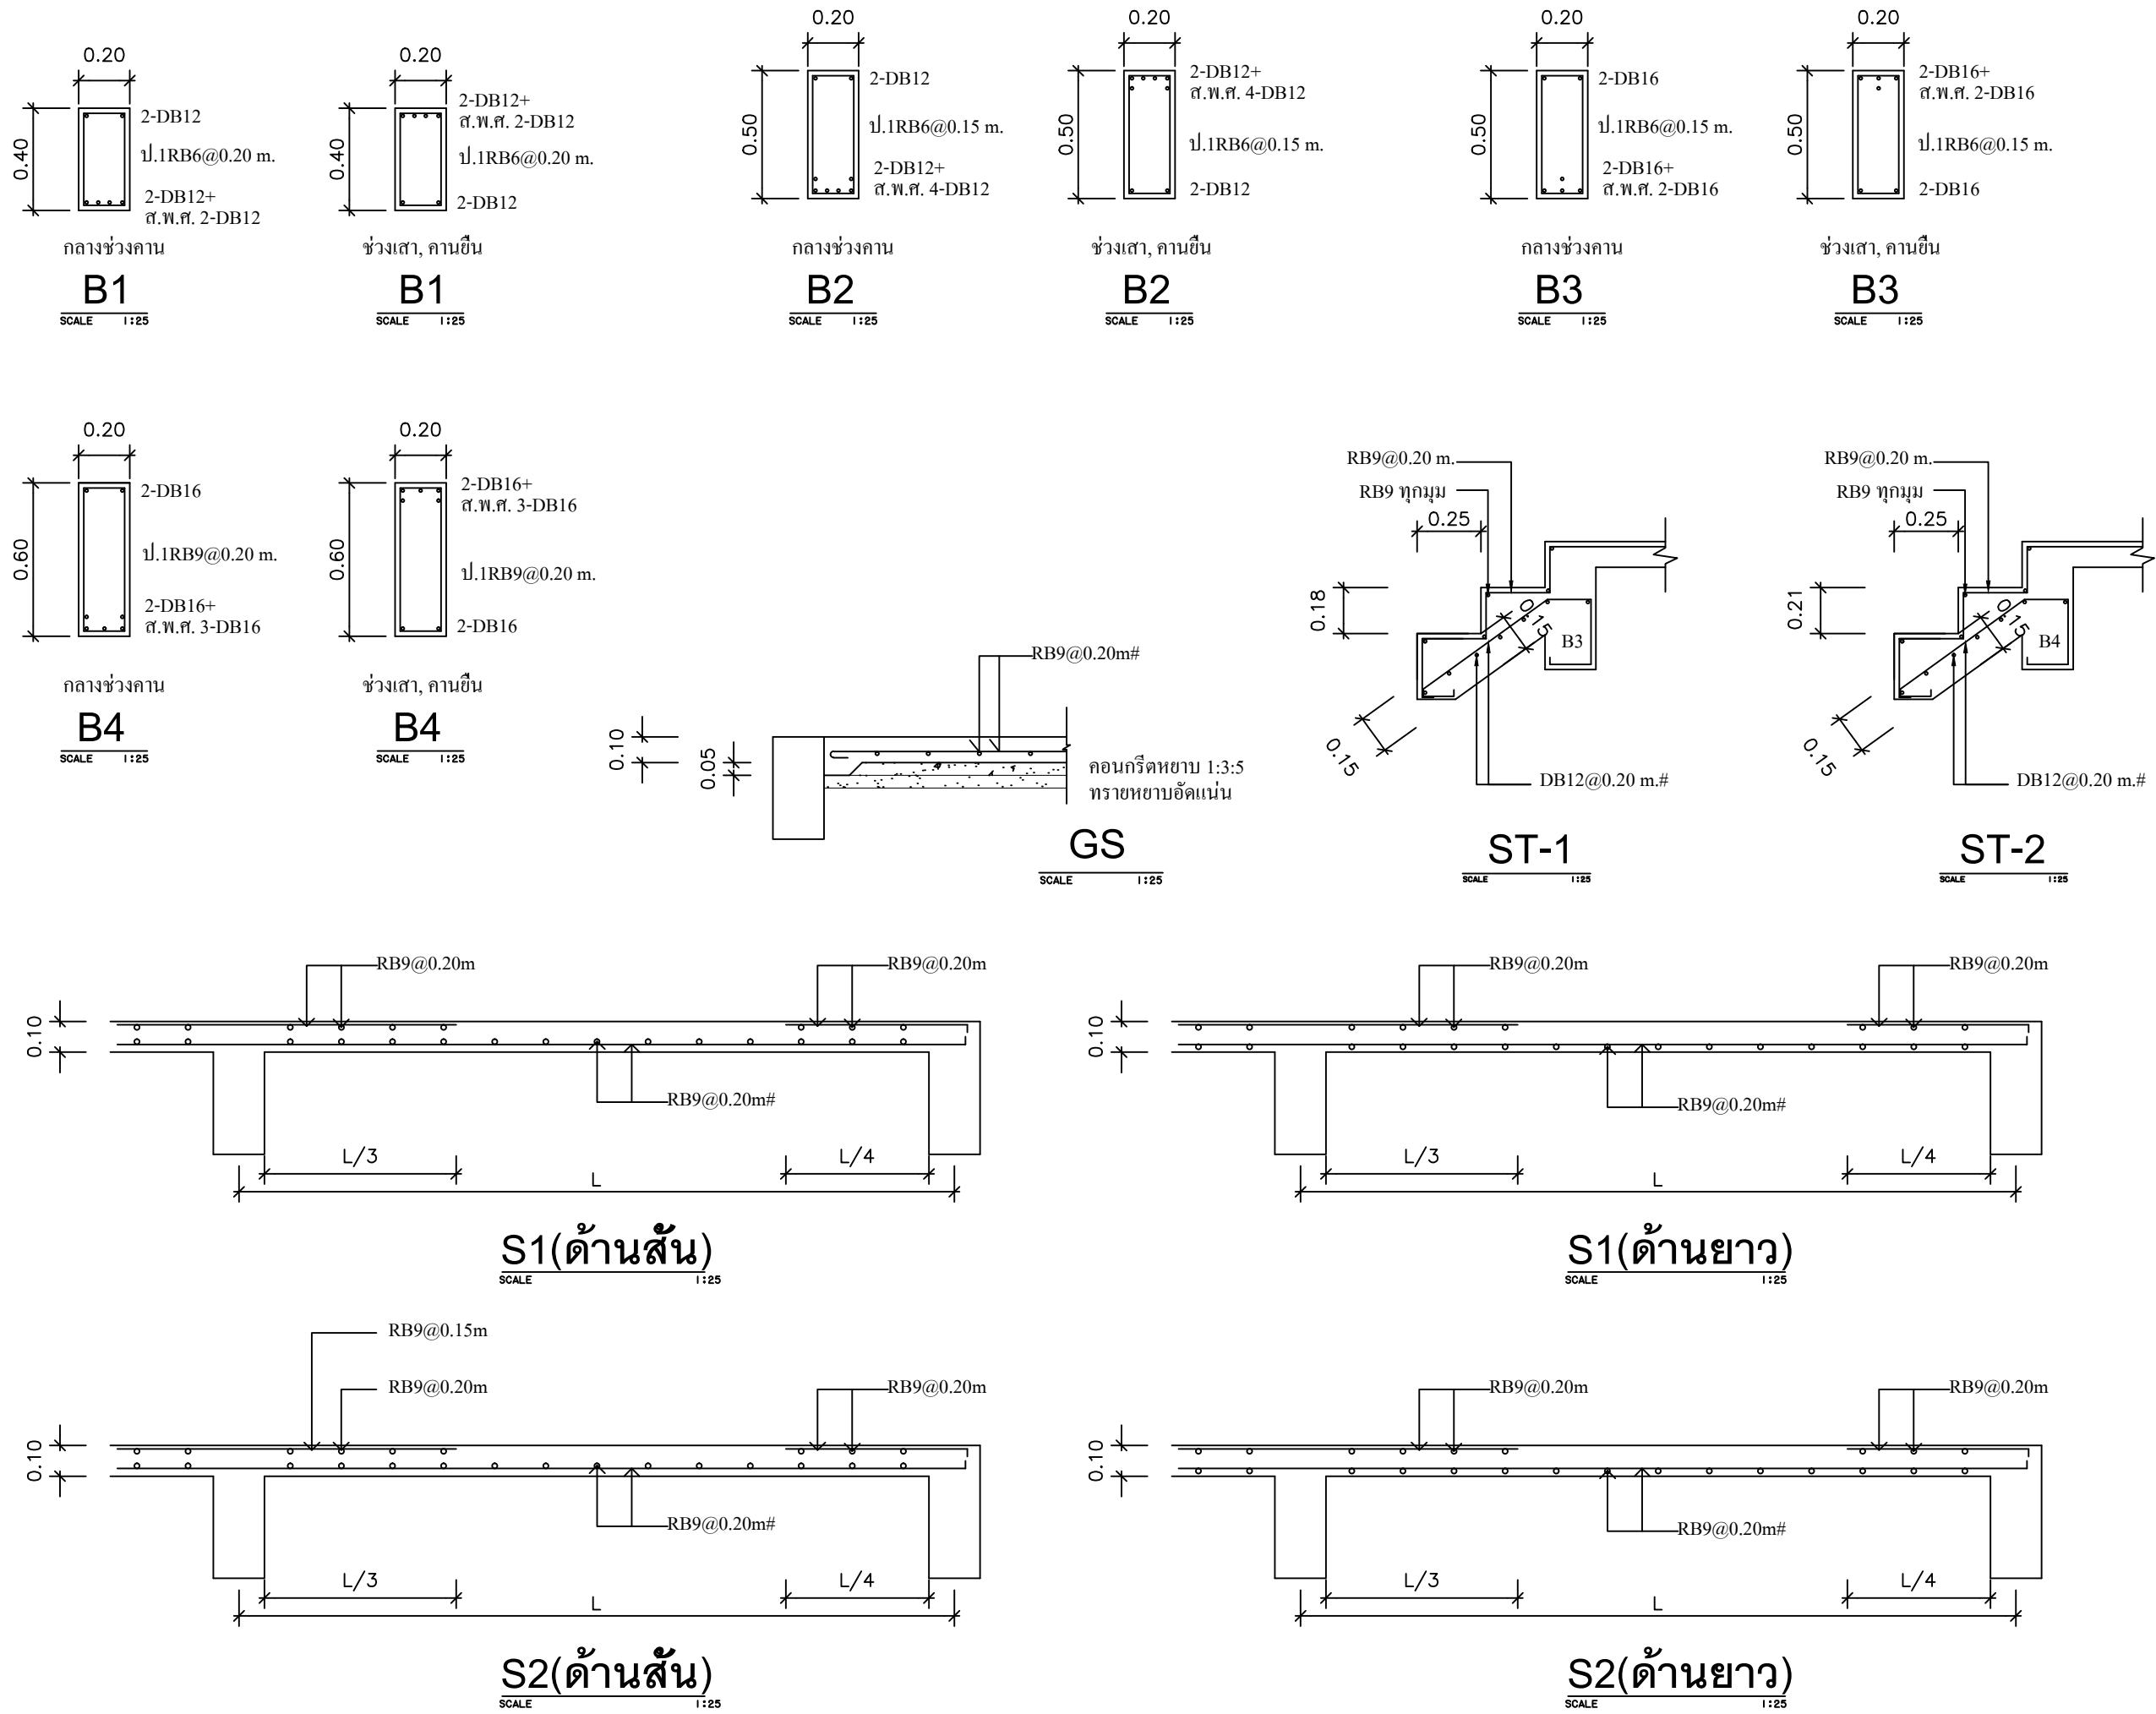 0.20
0.40
2-DB12
ป.1RB6@0.20 m.
2-DB12+
ส.พ.ศ. 2-DB12
กลางช่วงคาน
B1
SCALE 1:25
0.20
0.40
2-DB12+
ส.พ.ศ. 2-DB12
ป.1RB6@0.20 m.
2-DB12
ช่วงเสา, คานยื่น
B1
SCALE 1:25
0.20
0.50
2-DB12
ป.1RB6@0.15 m.
2-DB12+
ส.พ.ศ. 4-DB12
กลางช่วงคาน
B2
SCALE 1:25
0.20
0.50
2-DB12+
ส.พ.ศ. 4-DB12
ป.1RB6@0.15 m.
2-DB12
ช่วงเสา, คานยื่น
B2
SCALE 1:25
0.20
0.50
2-DB16
ป.1RB6@0.15 m.
2-DB16+
ส.พ.ศ. 2-DB16
กลางช่วงคาน
B3
SCALE 1:25
0.20
0.50
2-DB16+
ส.พ.ศ. 2-DB16
ป.1RB6@0.15 m.
2-DB16
ช่วงเสา, คานยื่น
B3
SCALE 1:25
0.20
0.60
2-DB16
ป.1RB9@0.20 m.
2-DB16+
ส.พ.ศ. 3-DB16
กลางช่วงคาน
B4
SCALE 1:25
0.20
0.60
2-DB16+
ส.พ.ศ. 3-DB16
ป.1RB9@0.20 m.
2-DB16
ช่วงเสา, คานยื่น
B4
SCALE 1:25
RB9@0.20m#
0.10
0.05
คอนกรีตหยาบ 1:3:5
ทรายหยาบอัดแน่น
GS
SCALE 1:25
RB9@0.20 m.
RB9 ทุกมุม
0.25
0.18
0.15
B3
0.15
DB12@0.20 m.#
ST-1
SCALE 1:25
RB9@0.20 m.
RB9 ทุกมุม
0.25
0.21
0.15
B4
0.15
DB12@0.20 m.#
ST-2
SCALE 1:25
RB9@0.20m
RB9@0.20m
0.10
RB9@0.20m#
L/3
L/4
L
S1(ด้านสั้น)
SCALE 1:25
RB9@0.20m
RB9@0.20m
0.10
RB9@0.20m#
L/3
L/4
L
S1(ด้านยาว)
SCALE 1:25
RB9@0.15m
RB9@0.20m
RB9@0.20m
0.10
RB9@0.20m#
L/3
L/4
L
S2(ด้านสั้น)
SCALE 1:25
RB9@0.20m
RB9@0.20m
0.10
RB9@0.20m#
L/3
L/4
L
S2(ด้านยาว)
SCALE 1:25